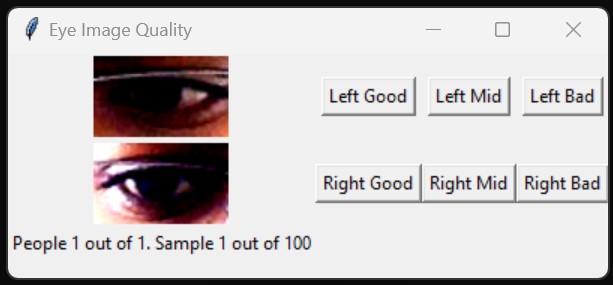 Eye Image Quality
Left Good Left Mid Left Bad
Right Good Right Mid Right Bad
People 1 out of 1. Sample 1 out of 100